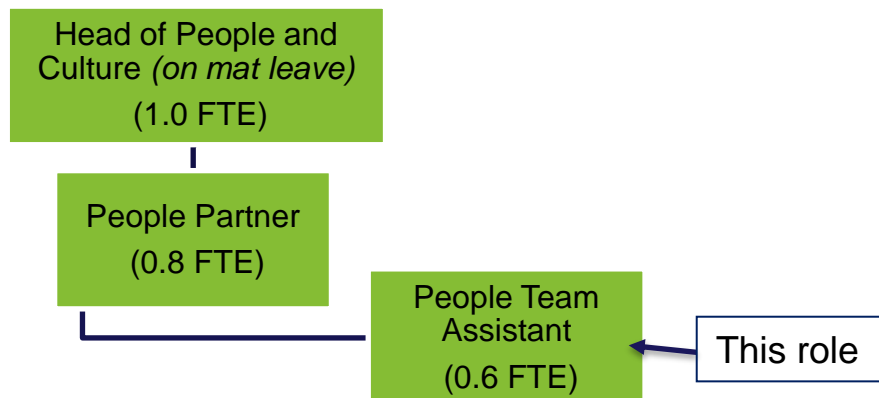 Head of People and
Culture (on mat leave)
(1.0 FTE)
People Partner
(0.8 FTE)
People Team
Assistant
(0.6 FTE)
This role